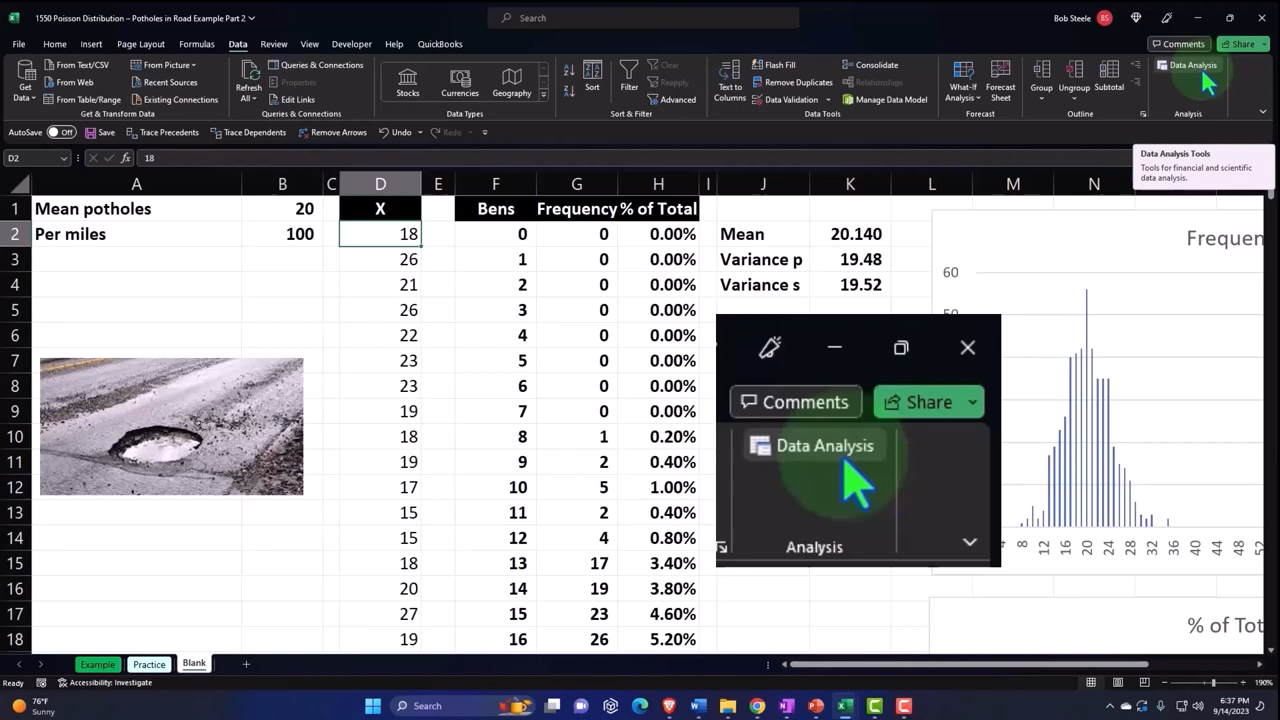 1550 Poisson Distribution – Potholes in Road Example Part 2
Search
Bob Steele
BS
File Home Insert Page Layout Formulas Data Review View Developer Help QuickBooks
Comments
Share
Get Data
From Text/CSV
From Web
From Table/Range
From Picture
Recent Sources
Existing Connections
Get & Transform Data
Refresh All
Queries & Connections
Properties
Edit Links
Queries & Connections
Stocks
Currencies
Geography
Data Types
Sort
Filter
Clear
Reapply
Advanced
Sort & Filter
Text to Columns
Flash Fill
Remove Duplicates
Data Validation
Consolidate
Relationships
Manage Data Model
Data Tools
What-If Analysis
Forecast Sheet
Forecast
Group
Ungroup
Subtotal
Outline
Data Analysis
Analysis
AutoSave Off Save Trace Precedents Trace Dependents Remove Arrows Undo Redo
Data Analysis Tools
Tools for financial and scientific
data analysis.
D2 fx 18
A B C D E F G H I J K L M N
1 Mean potholes 20 X Bens Frequency % of Total
2 Per miles 100 18 0 0 0.00% Mean 20.140
3 26 1 0 0.00% Variance p 19.48
4 21 2 0 0.00% Variance s 19.52
5 26 3 0 0.00%
6 22 4 0 0.00%
7 23 5 0 0.00%
8 23 6 0 0.00%
9 19 7 0 0.00%
10 18 8 1 0.20%
11 19 9 2 0.40%
12 17 10 5 1.00%
13 15 11 2 0.40%
14 15 12 4 0.80%
15 18 13 17 3.40%
16 20 14 19 3.80%
17 27 15 23 4.60%
18 19 16 26 5.20%
Frequen
60
8 12 16 20 24 28 32 36 40 44 48
% of Tot
Comments
Share
Data Analysis
Analysis
Example Practice Blank
Ready Accessibility: Investigate
190%
76°F
Sunny
Search
6:37 PM
9/14/2023